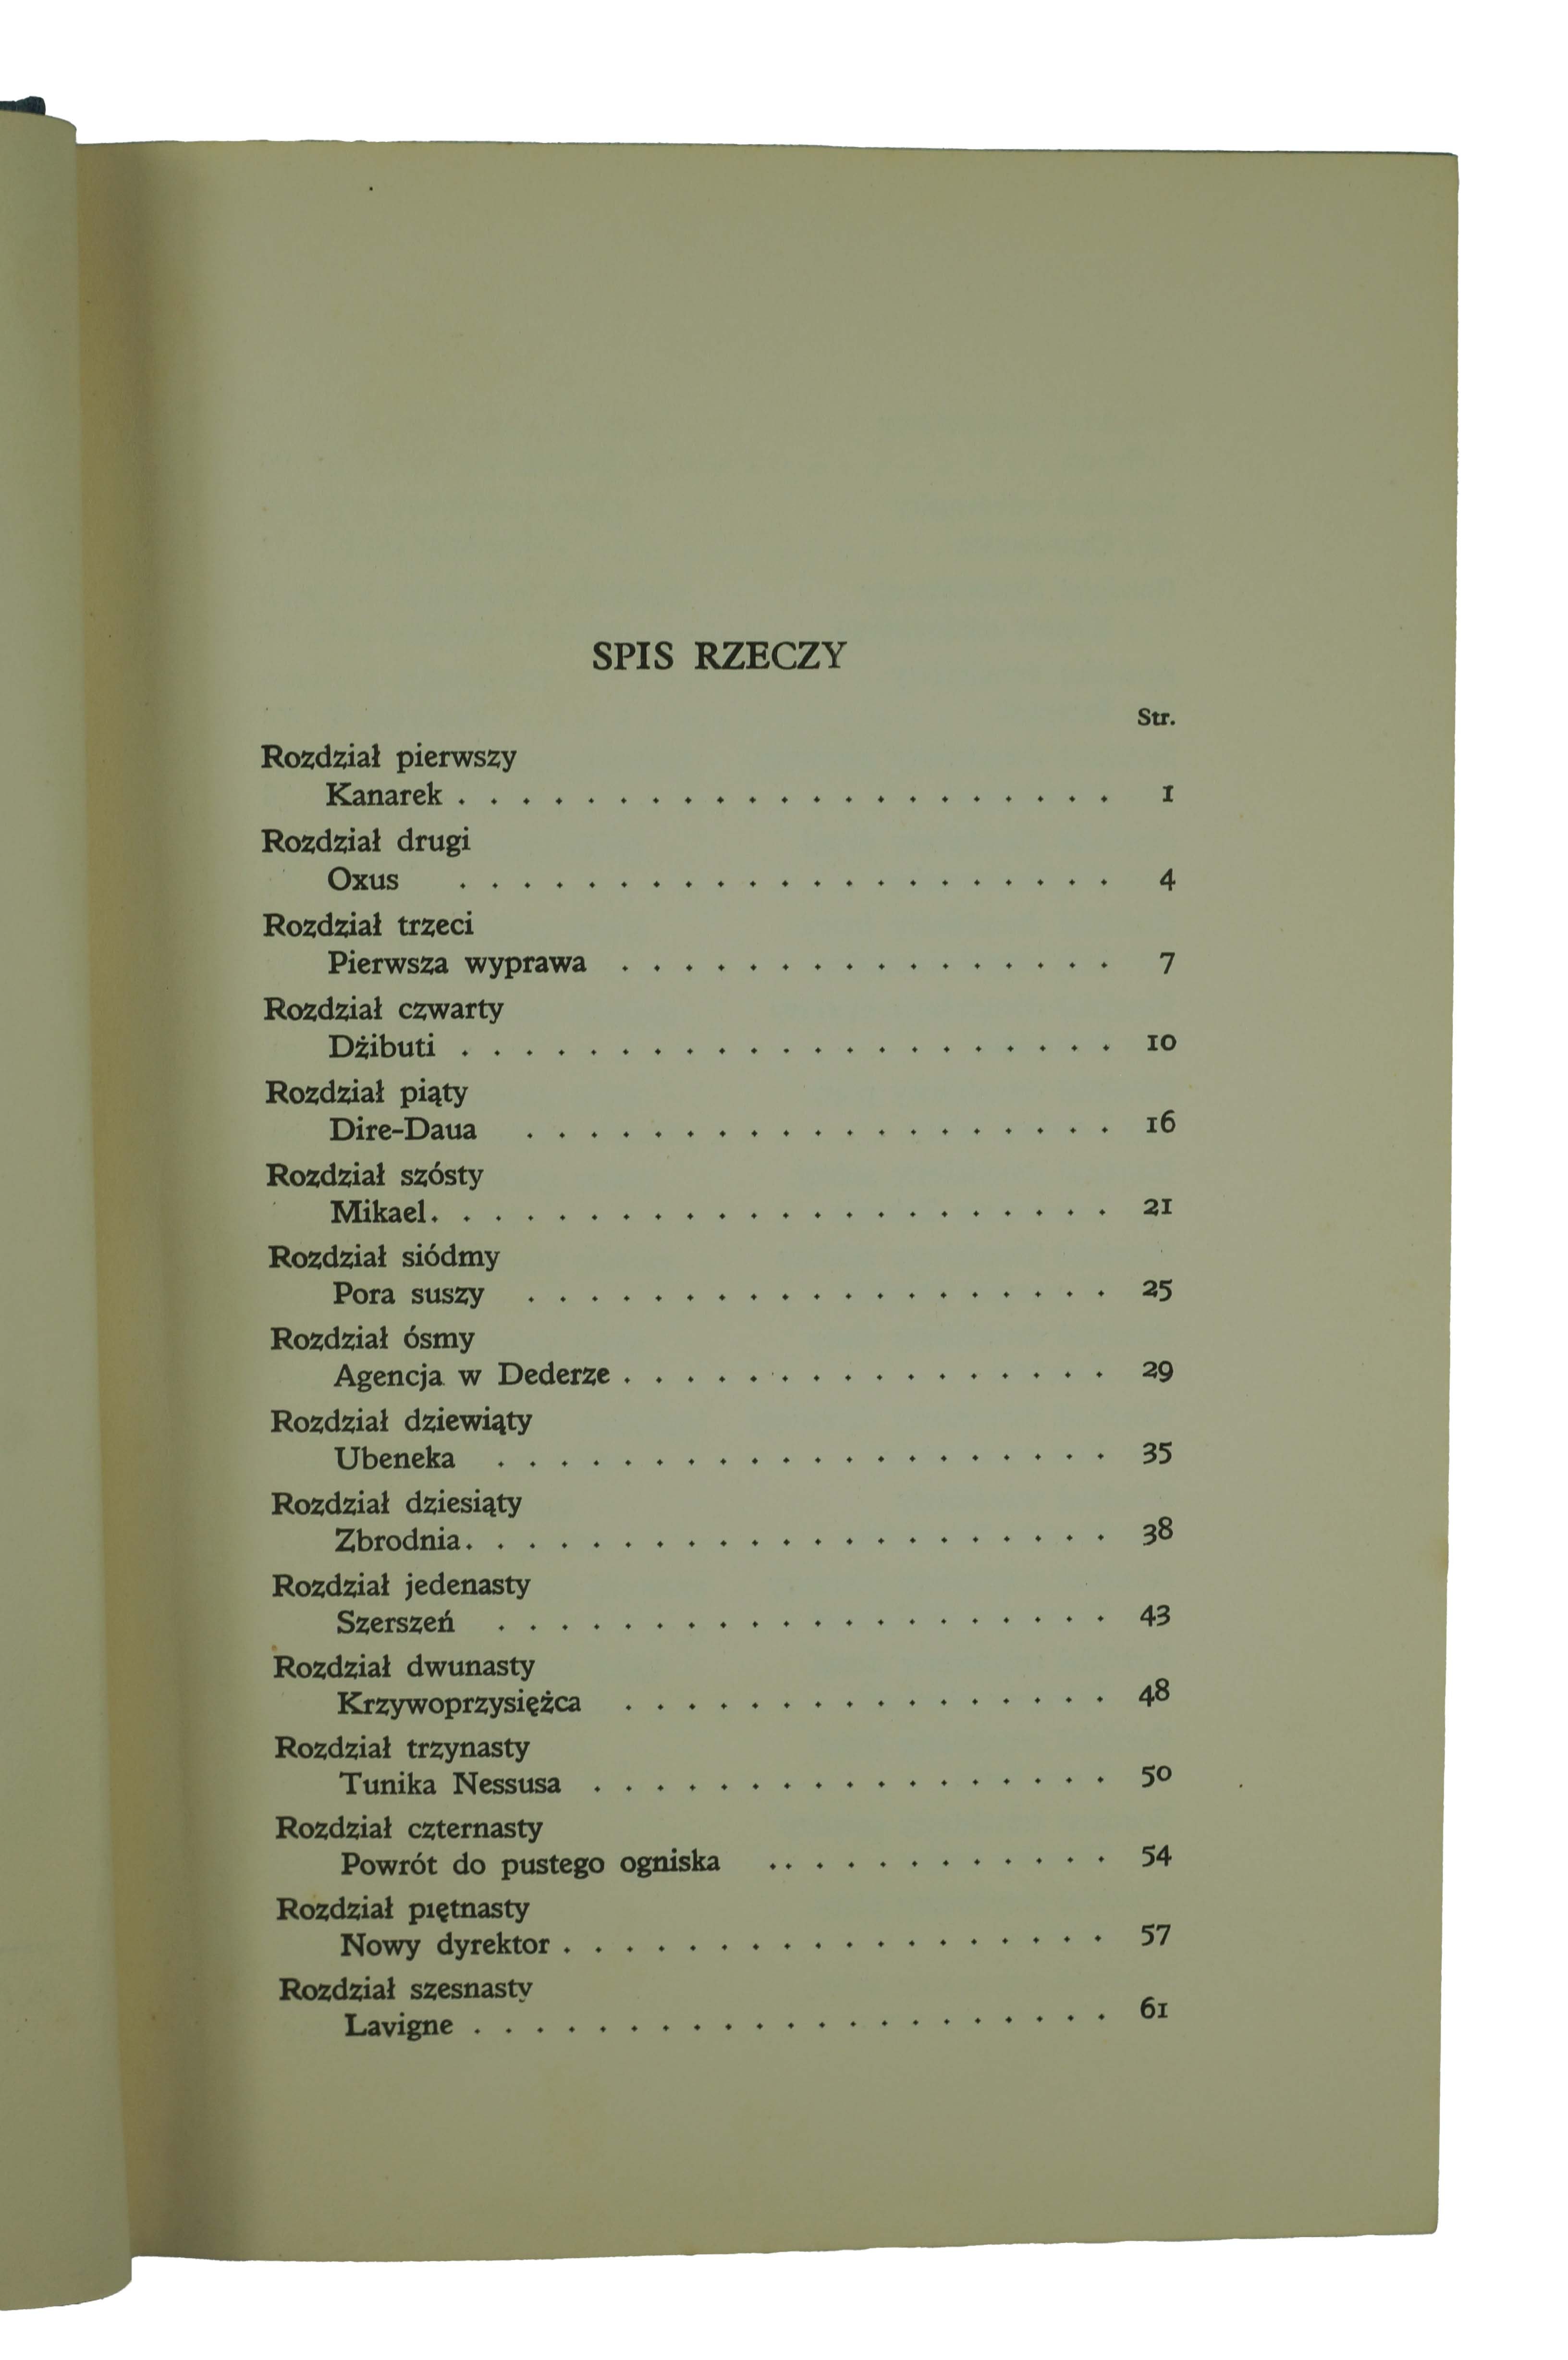 SPIS RZECZY
Str.
Rozdział pierwszy
Kanarek . . . . . . . . . . . . . . . . . . . . . 1
Rozdział drugi
Oxus . . . . . . . . . . . . . . . . . . . . . 4
Rozdział trzeci
Pierwsza wyprawa . . . . . . . . . . . . . . . . 7
Rozdział czwarty
Dżibuti . . . . . . . . . . . . . . . . . . . . . 10
Rozdział piąty
Dire-Daua . . . . . . . . . . . . . . . . . . . 16
Rozdział szósty
Mikael . . . . . . . . . . . . . . . . . . . . . . 21
Rozdział siódmy
Pora suszy . . . . . . . . . . . . . . . . . . . 25
Rozdział ósmy
Agencja w Dederze . . . . . . . . . . . . . . . . 29
Rozdział dziewiąty
Ubeneka . . . . . . . . . . . . . . . . . . . . 35
Rozdział dziesiąty
Zbrodnia . . . . . . . . . . . . . . . . . . . . . 38
Rozdział jedenasty
Szerszeń . . . . . . . . . . . . . . . . . . . . 43
Rozdział dwunasty
Krzywoprzysiężca . . . . . . . . . . . . . . . . 48
Rozdział trzynasty
Tunika Nessusa . . . . . . . . . . . . . . . . . 50
Rozdział czternasty
Powrót do pustego ogniska . . . . . . . . . . . . 54
Rozdział piętnasty
Nowy dyrektor . . . . . . . . . . . . . . . . . . 57
Rozdział szesnasty
Lavigne . . . . . . . . . . . . . . . . . . . . . 61